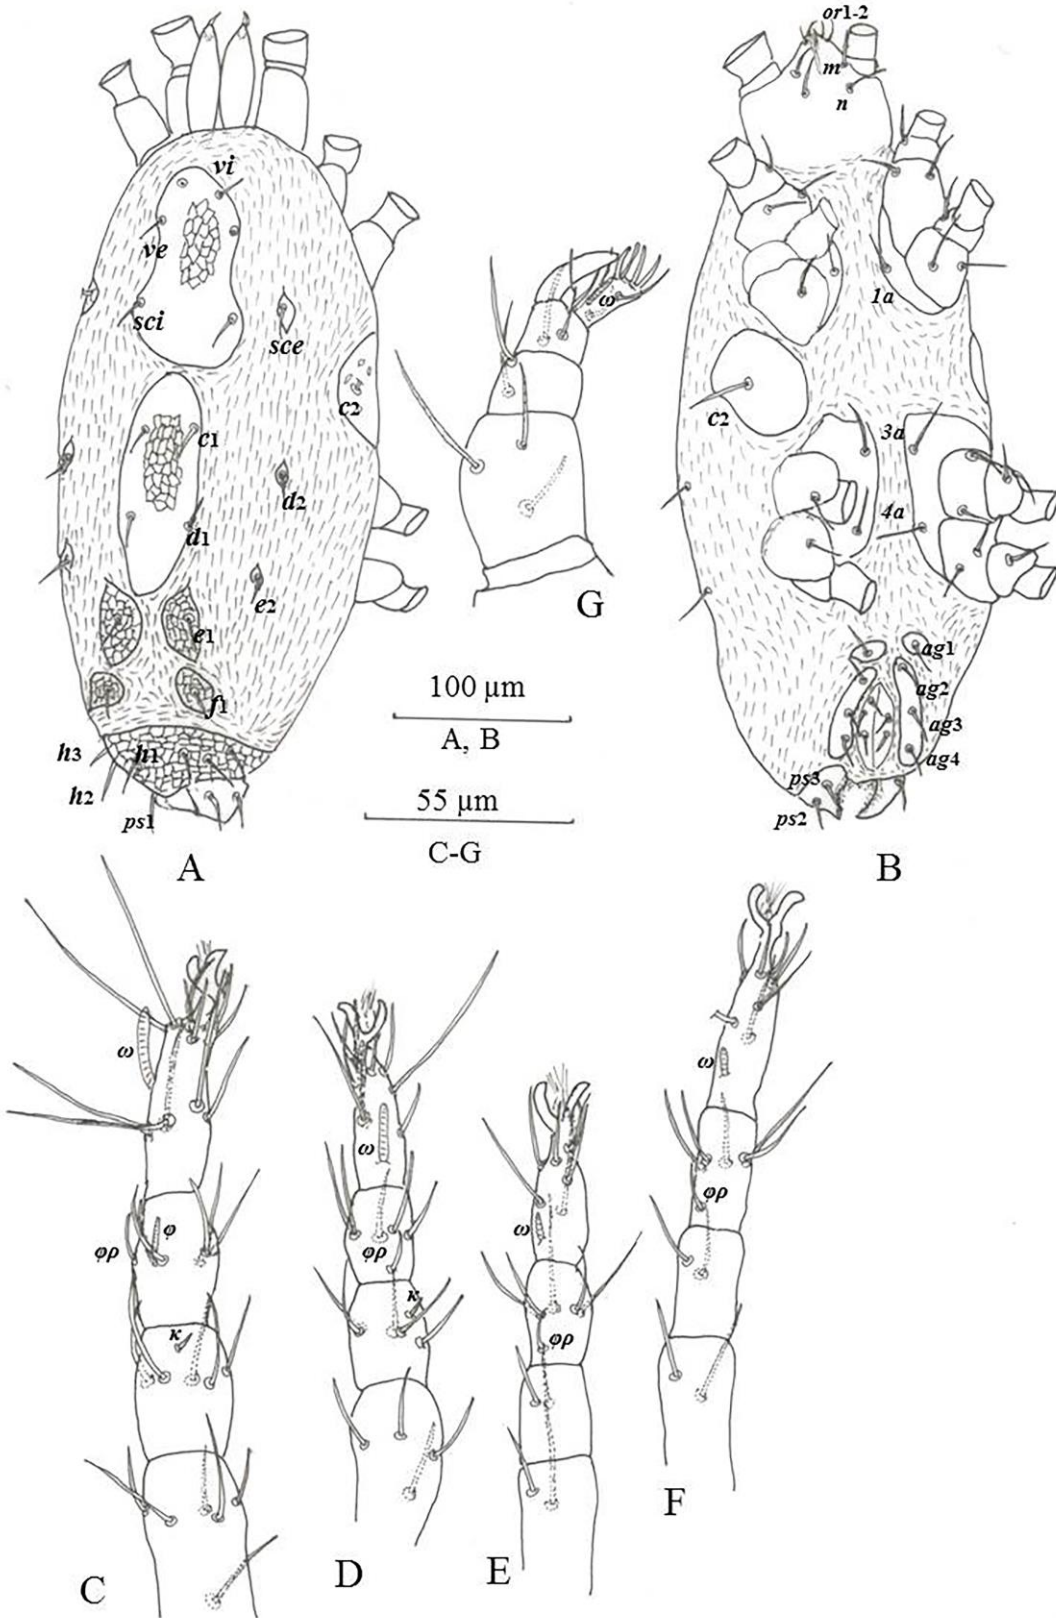 vi
ve
sci
sce
c2
c1
d2
d1
e2
e1
f1
h3
h1
h2
ps1
A
or1-2
m
n
1a
c2
3a
4a
ag1
ag2
ag3
ag4
ps3
ps2
B
ω
G
100 μm
A, B
55 μm
C-G
ω
φ
φρ
κ
C
ω
φρ
κ
D
ω
φρ
E
ω
φρ
F